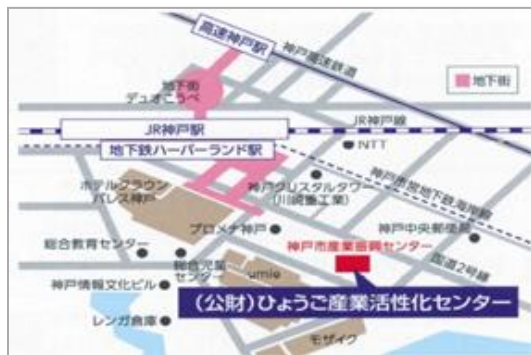 高速神戸駅
神戸高速鉄道
地下街
デュオこうべ
地下街
JR神戸駅
JR神戸線
地下鉄ハーバーランド駅
NTT
神戸市営地下鉄海岸線
ホテルクラウン
パレス神戸
神戸クリスタルタワー
(川崎重工業)
プロメナ神戸
神戸中央郵便局
総合教育センター
神戸市産業振興センター
総合児童
センター
umie
国道2号線
神戸情報文化ビル
(公財)ひょうご産業活性化センター
レンガ倉庫
モザイク